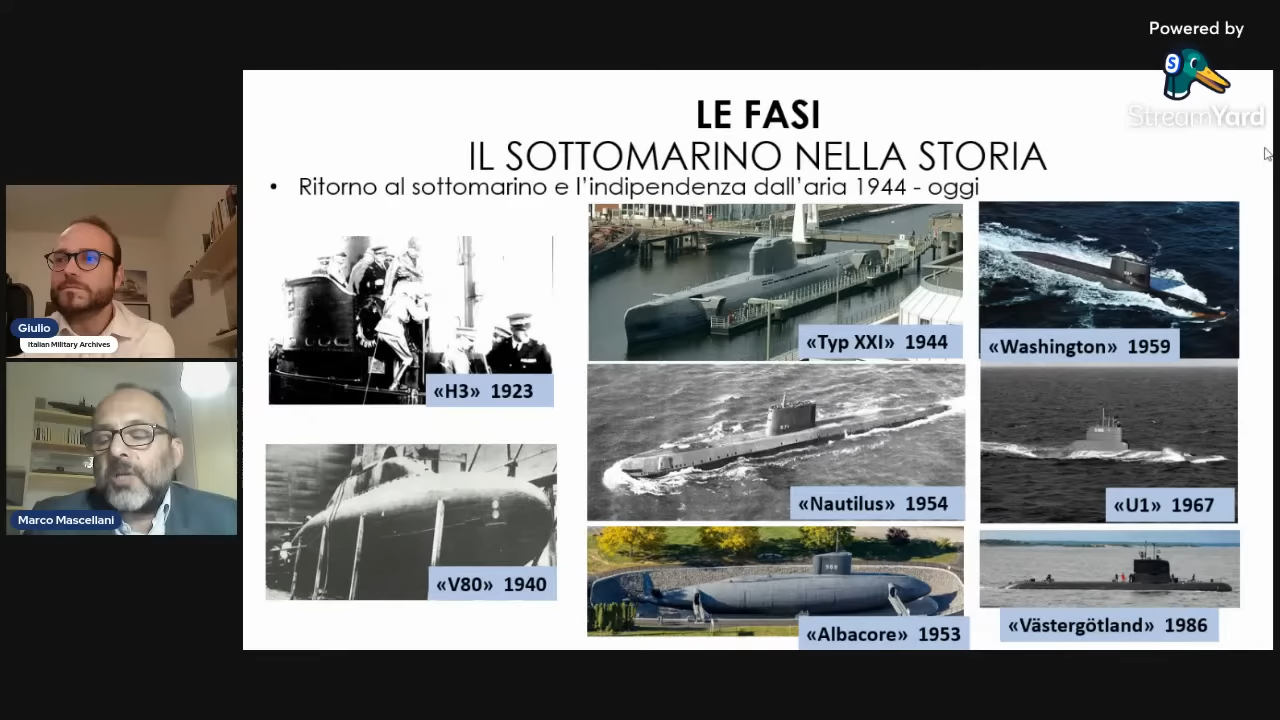 Powered by
StreamYard
LE FASI
IL SOTTOMARINO NELLA STORIA
• Ritorno al sottomarino e l’indipendenza dall’aria 1944 - oggi
«H3» 1923
«V80» 1940
«Typ XXI» 1944
571
«Nautilus» 1954
569
«Albacore» 1953
«Washington» 1959
«U1» 1967
«Västergötland» 1986
Giulio
Italian Military Archives
Marco Mascellani